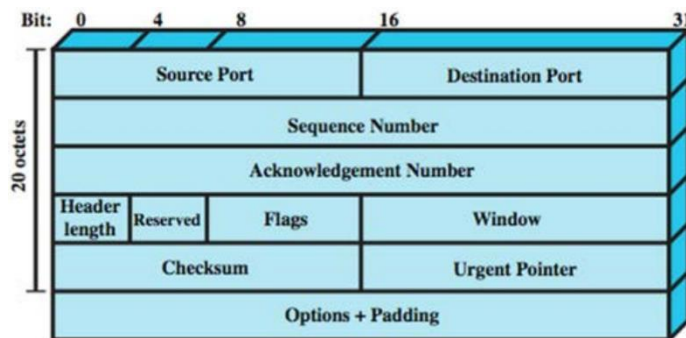 Bit: 0 4 8 16 31
Source Port Destination Port
Sequence Number
Acknowledgement Number
Header length Reserved Flags Window
Checksum Urgent Pointer
Options + Padding
20 octets